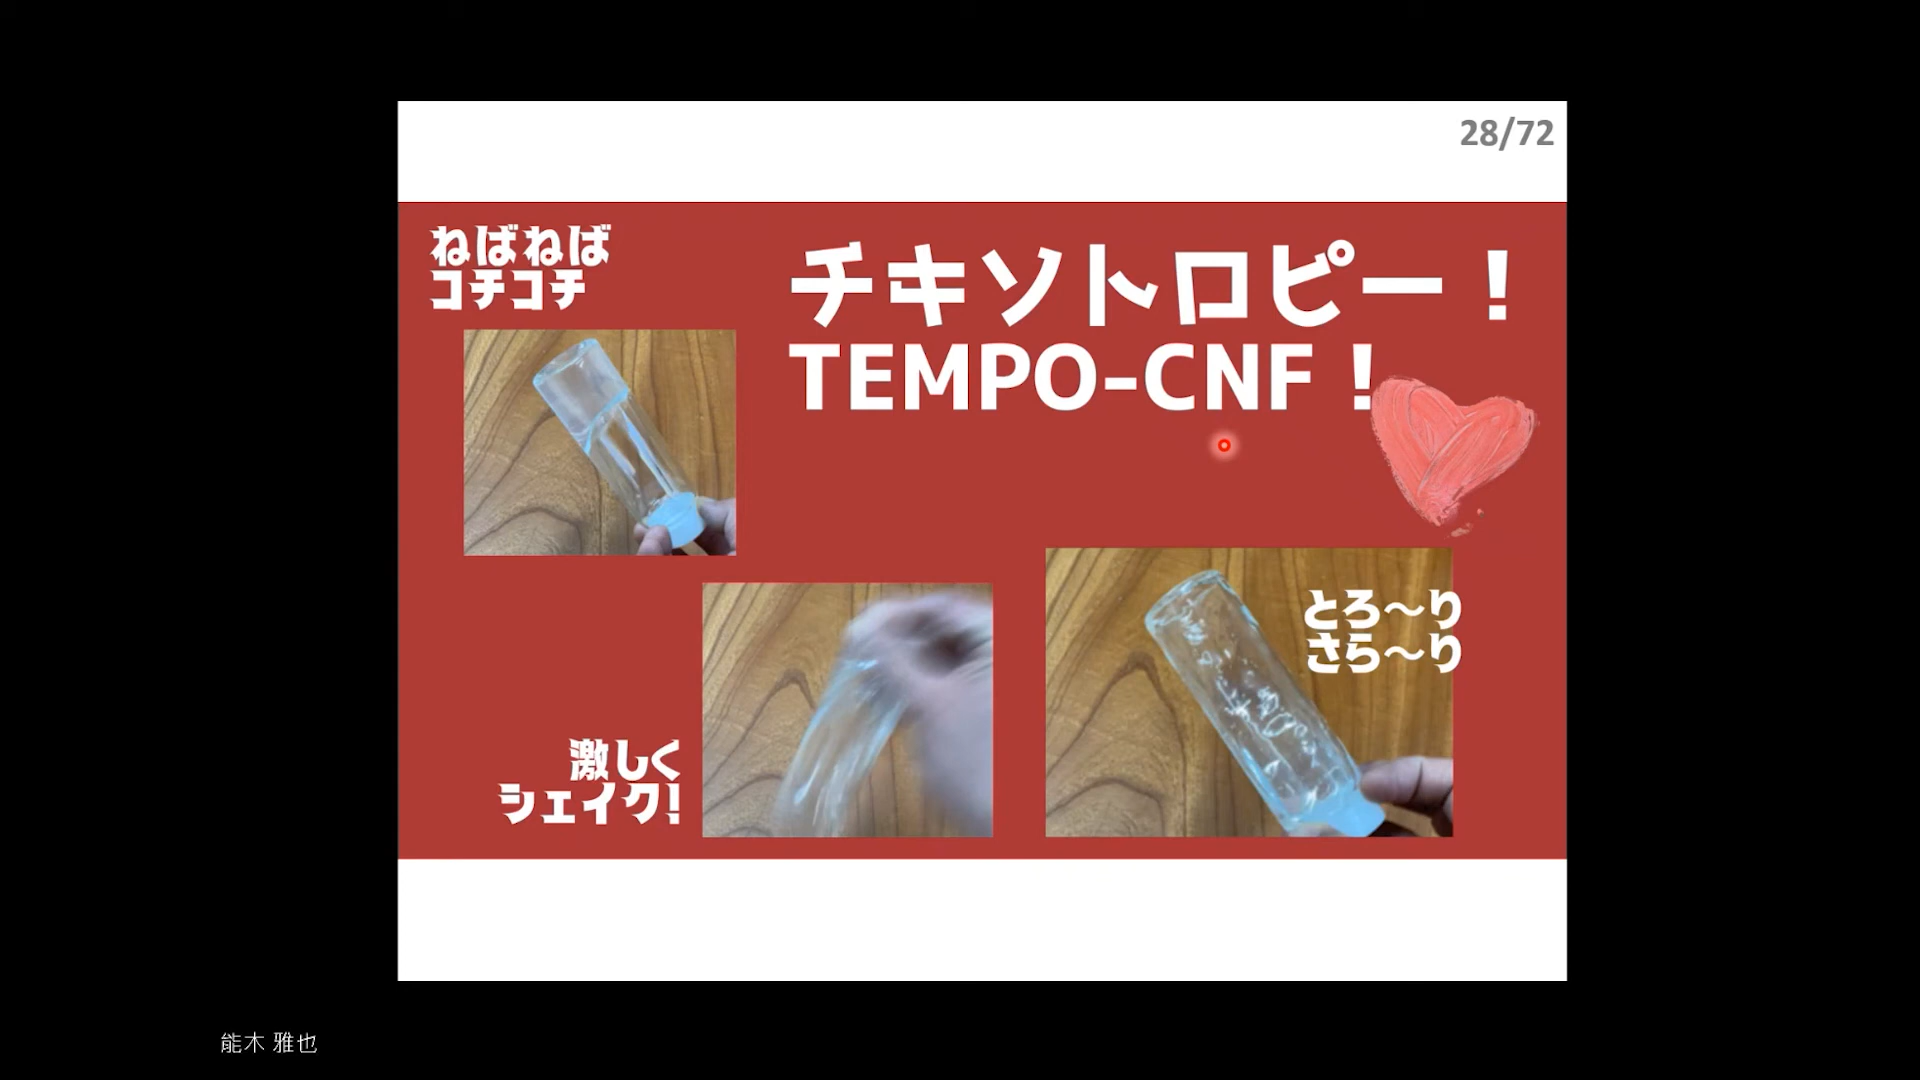 28/72
ねばねば
コチコチ
チキソトロピー！
TEMPO-CNF！
とろ～り
さら～り
激しく
シェイク!
能木 雅也